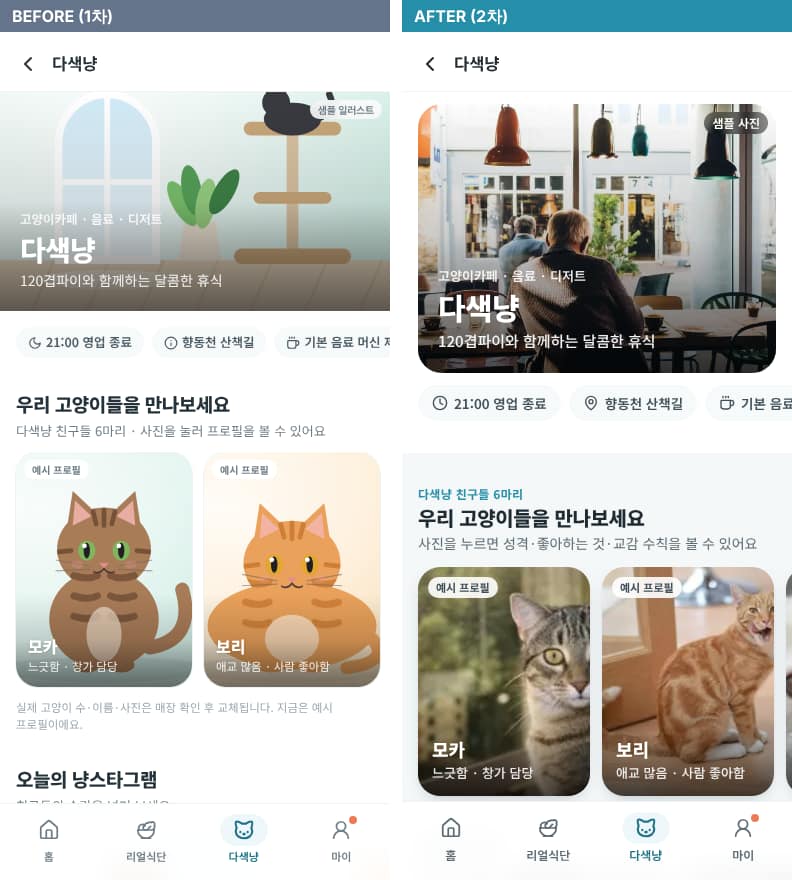 BEFORE (1차)
다색냥
샘플 일러스트
고양이카페 · 음료 · 디저트
다색냥
120겹파이와 함께하는 달콤한 휴식
21:00 영업 종료
향동천 산책길
기본 음료 머신
우리 고양이들을 만나보세요
다색냥 친구들 6마리 · 사진을 눌러 프로필을 볼 수 있어요
예시 프로필
모카
느긋함 · 창가 담당
예시 프로필
보리
애교 많음 · 사람 좋아함
실제 고양이 수·이름·사진은 매장 확인 후 교체됩니다. 지금은 예시
프로필이에요.
오늘의 냥스타그램
홈
리얼식단
다색냥
마이
AFTER (2차)
다색냥
샘플 사진
고양이카페 · 음료 · 디저트
다색냥
120겹파이와 함께하는 달콤한 휴식
21:00 영업 종료
향동천 산책길
기본 음료
다색냥 친구들 6마리
우리 고양이들을 만나보세요
사진을 누르면 성격·좋아하는 것·교감 수칙을 볼 수 있어요
예시 프로필
모카
느긋함 · 창가 담당
예시 프로필
보리
애교 많음 · 사람 좋아함
홈
리얼식단
다색냥
마이